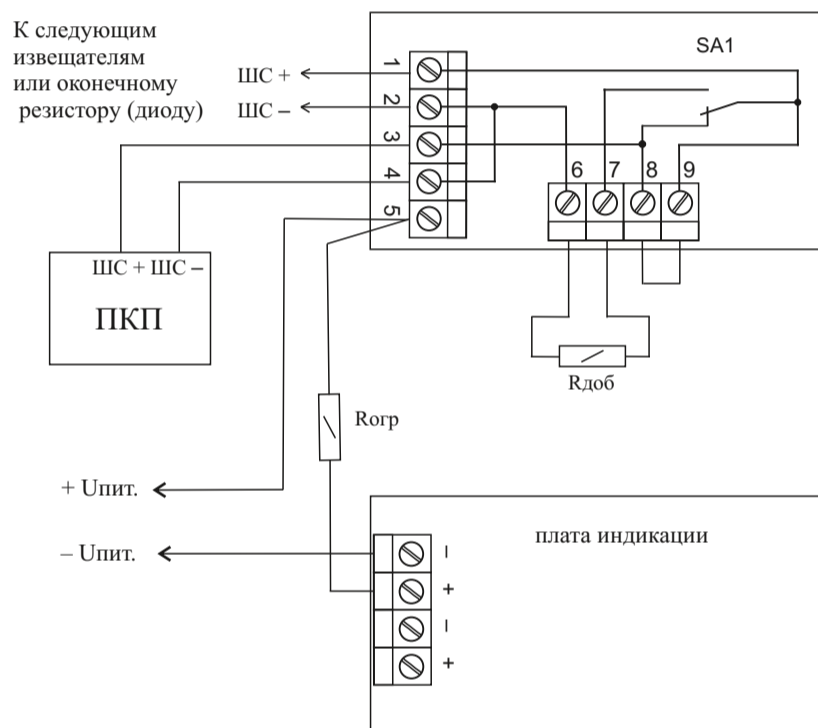 К следующим
извещателям
или оконечному
резистору (диоду)
ШС +
ШС –
1
2
3
4
5
SA1
6 7 8 9
ШС + ШС –
ПКП
Rдоб
Rогр
+ Uпит.
– Uпит.
плата индикации
–
+
–
+